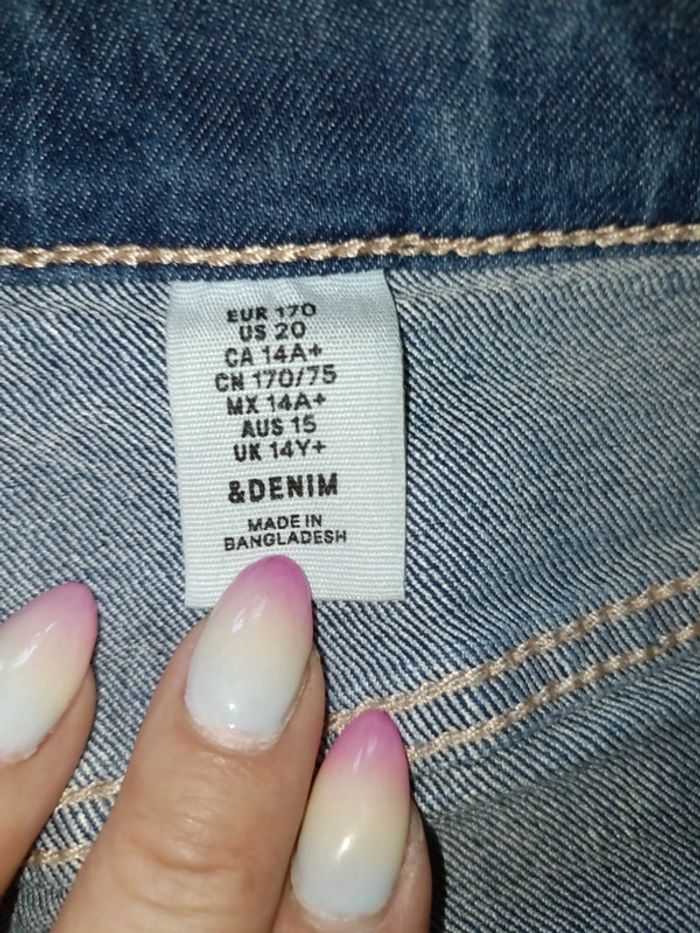 EUR 170
US 20
CA 14A+
CN 170/75
MX 14A+
AUS 15
UK 14Y+
&DENIM
MADE IN
BANGLADESH